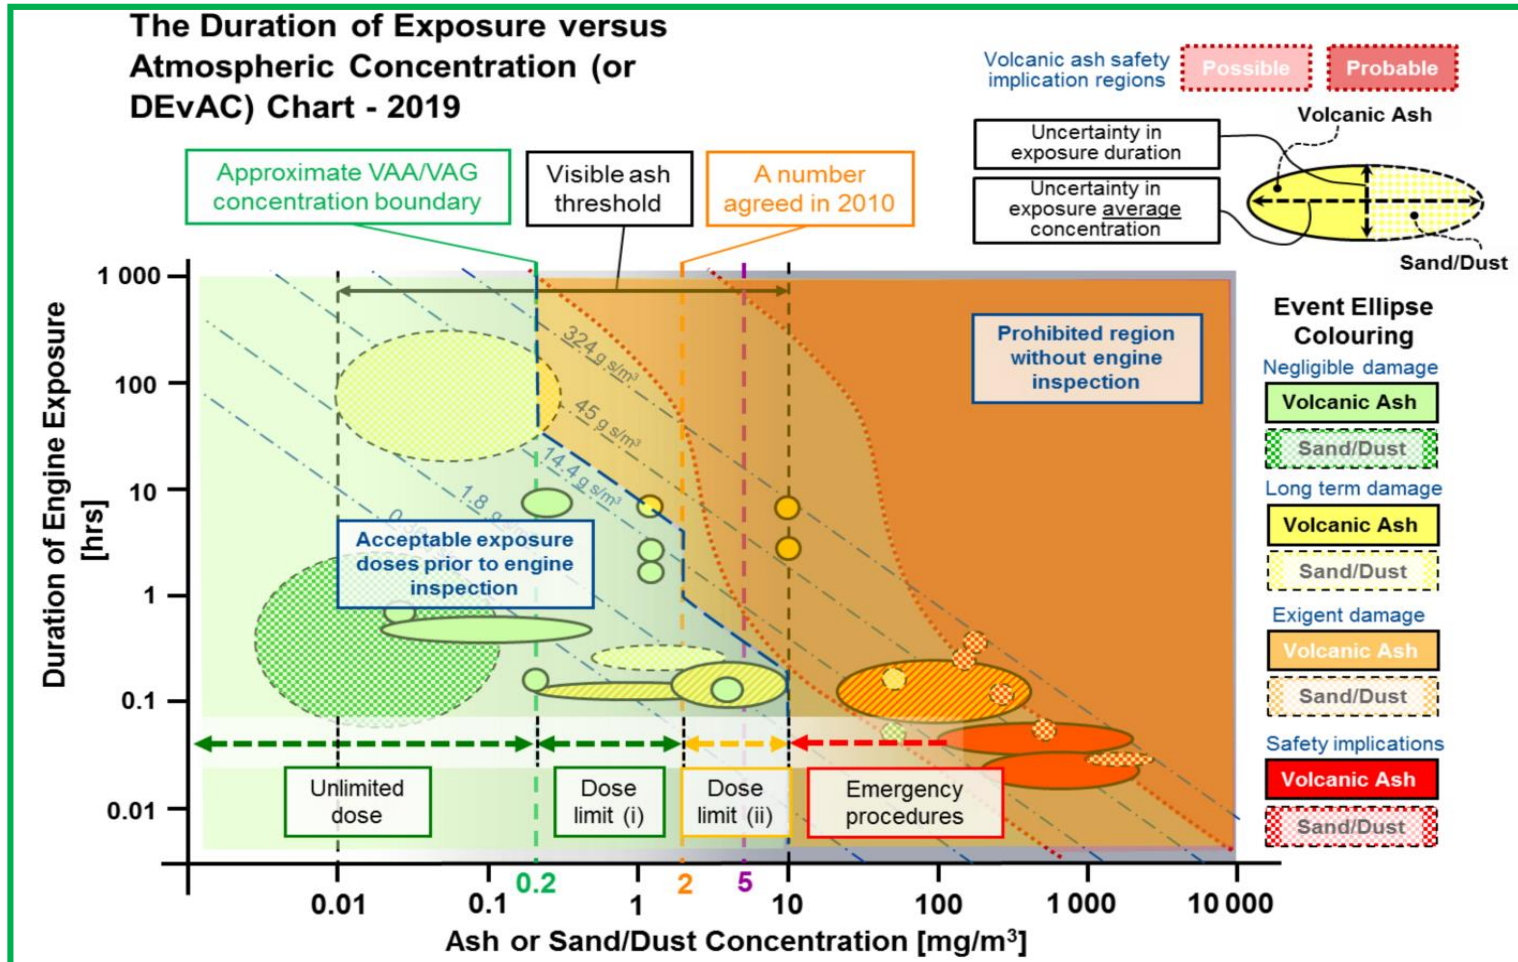 The Duration of Exposure versus
Atmospheric Concentration (or
DEvAC) Chart - 2019
Volcanic ash safety
implication regions
Possible
Probable
Volcanic Ash
Uncertainty in
exposure duration
Uncertainty in
exposure average
concentration
Sand/Dust
Approximate VAA/VAG
concentration boundary
Visible ash
threshold
A number
agreed in 2010
Duration of Engine Exposure
[hrs]
1 000
100
10
1
0.1
0.01
324 g s/m³
45 g s/m³
14.4 g s/m³
1.8 g
Prohibited region
without engine
inspection
Acceptable exposure
doses prior to engine
inspection
Unlimited
dose
Dose
limit (i)
Dose
limit (ii)
Emergency
procedures
0.01
0.1
0.2
1
2
5
10
100
1 000
10 000
Ash or Sand/Dust Concentration [mg/m³]
Event Ellipse
Colouring
Negligible damage
Volcanic Ash
Sand/Dust
Long term damage
Volcanic Ash
Sand/Dust
Exigent damage
Volcanic Ash
Sand/Dust
Safety implications
Volcanic Ash
Sand/Dust